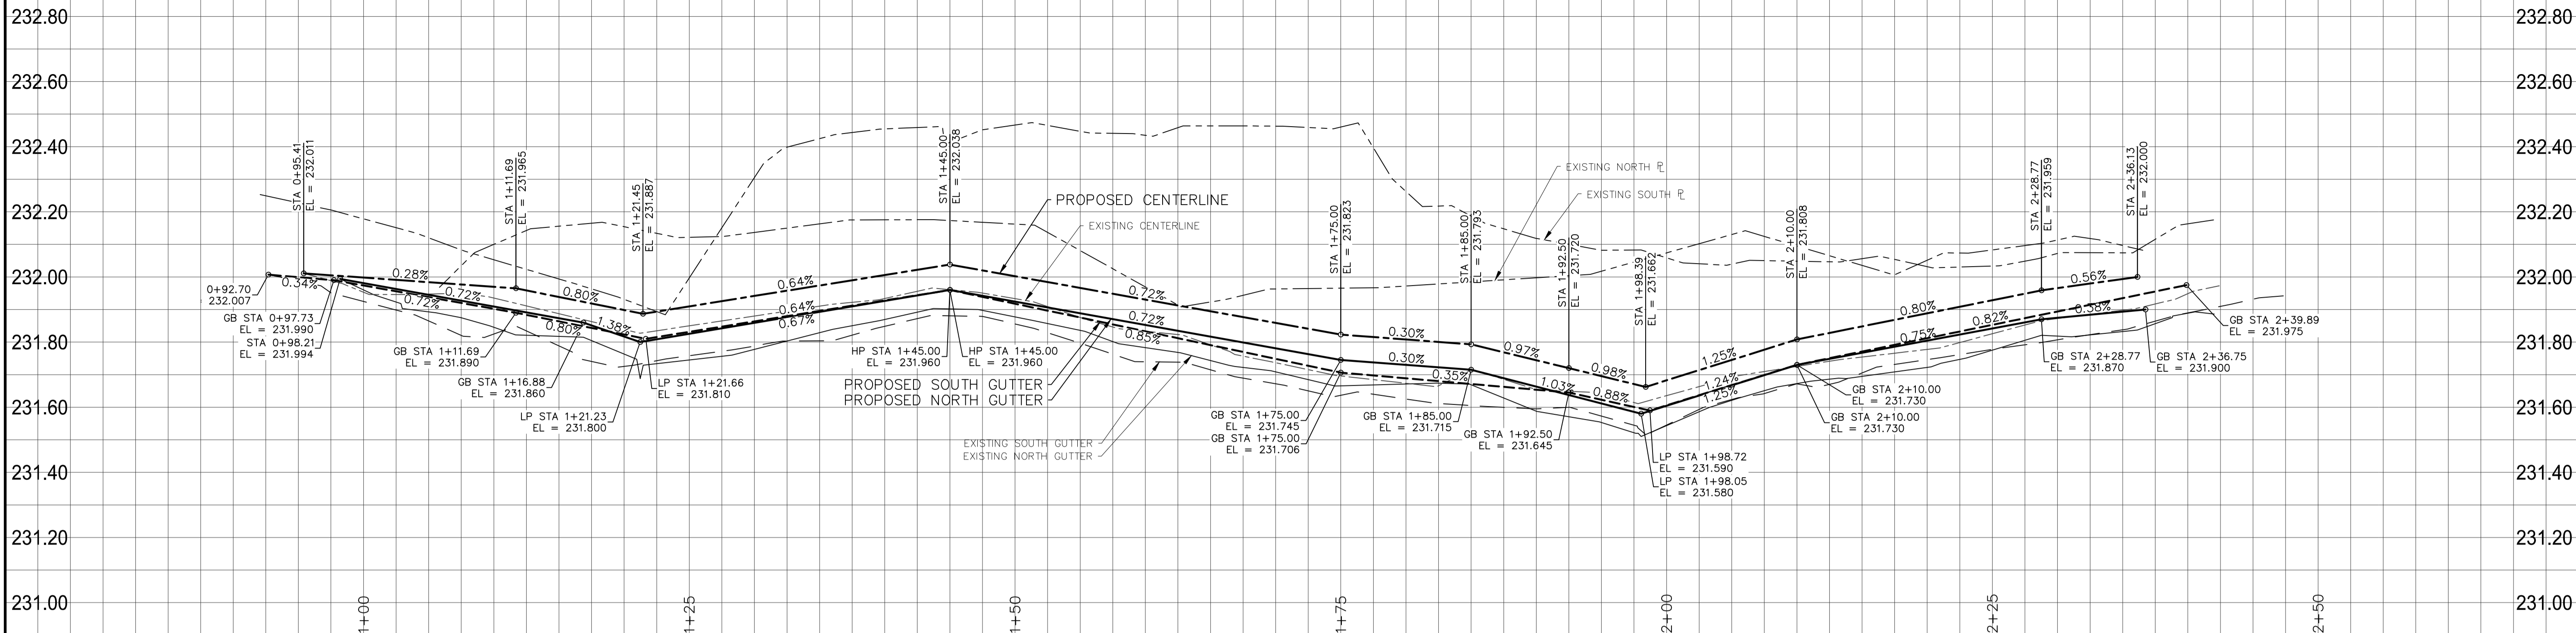 232.80
232.80
232.60
232.60
232.40
232.40
232.20
232.20
232.00
232.00
231.80
231.80
231.60
231.60
231.40
231.40
231.20
231.20
231.00
231.00
STA 0+95.41
EL = 232.011
STA 1+11.69
EL = 231.965
STA 1+21.45
EL = 231.887
STA 1+45.00
EL = 232.038
STA 1+75.00
EL = 231.823
STA 1+85.00
EL = 231.793
STA 1+92.50
EL = 231.720
STA 1+98.39
EL = 231.662
STA 2+10.00
EL = 231.808
STA 2+28.77
EL = 231.959
STA 2+36.13
EL = 232.000
EXISTING NORTH ℄
EXISTING SOUTH ℄
PROPOSED CENTERLINE
EXISTING CENTERLINE
0.28%
0.80%
0.64%
0.72%
0.30%
0.97%
0.98%
1.25%
0.80%
0.56%
0.34%
0.72%
0.72%
0.80%
1.38%
0.64%
0.67%
0.72%
0.85%
0.30%
0.35%
1.03%
0.88%
1.24%
1.25%
0.75%
0.82%
0.38%
0+92.70
232.007
GB STA 0+97.73
EL = 231.990
STA 0+98.21
EL = 231.994
GB STA 1+11.69
EL = 231.890
GB STA 1+16.88
EL = 231.860
LP STA 1+21.23
EL = 231.800
LP STA 1+21.66
EL = 231.810
HP STA 1+45.00
EL = 231.960
HP STA 1+45.00
EL = 231.960
PROPOSED SOUTH GUTTER
PROPOSED NORTH GUTTER
EXISTING SOUTH GUTTER
EXISTING NORTH GUTTER
GB STA 1+75.00
EL = 231.745
GB STA 1+75.00
EL = 231.706
GB STA 1+85.00
EL = 231.715
GB STA 1+92.50
EL = 231.645
LP STA 1+98.72
EL = 231.590
LP STA 1+98.05
EL = 231.580
GB STA 2+10.00
EL = 231.730
GB STA 2+10.00
EL = 231.730
GB STA 2+28.77
EL = 231.870
GB STA 2+36.75
EL = 231.900
GB STA 2+39.89
EL = 231.975
1+00
1+25
1+50
1+75
2+00
2+25
2+50